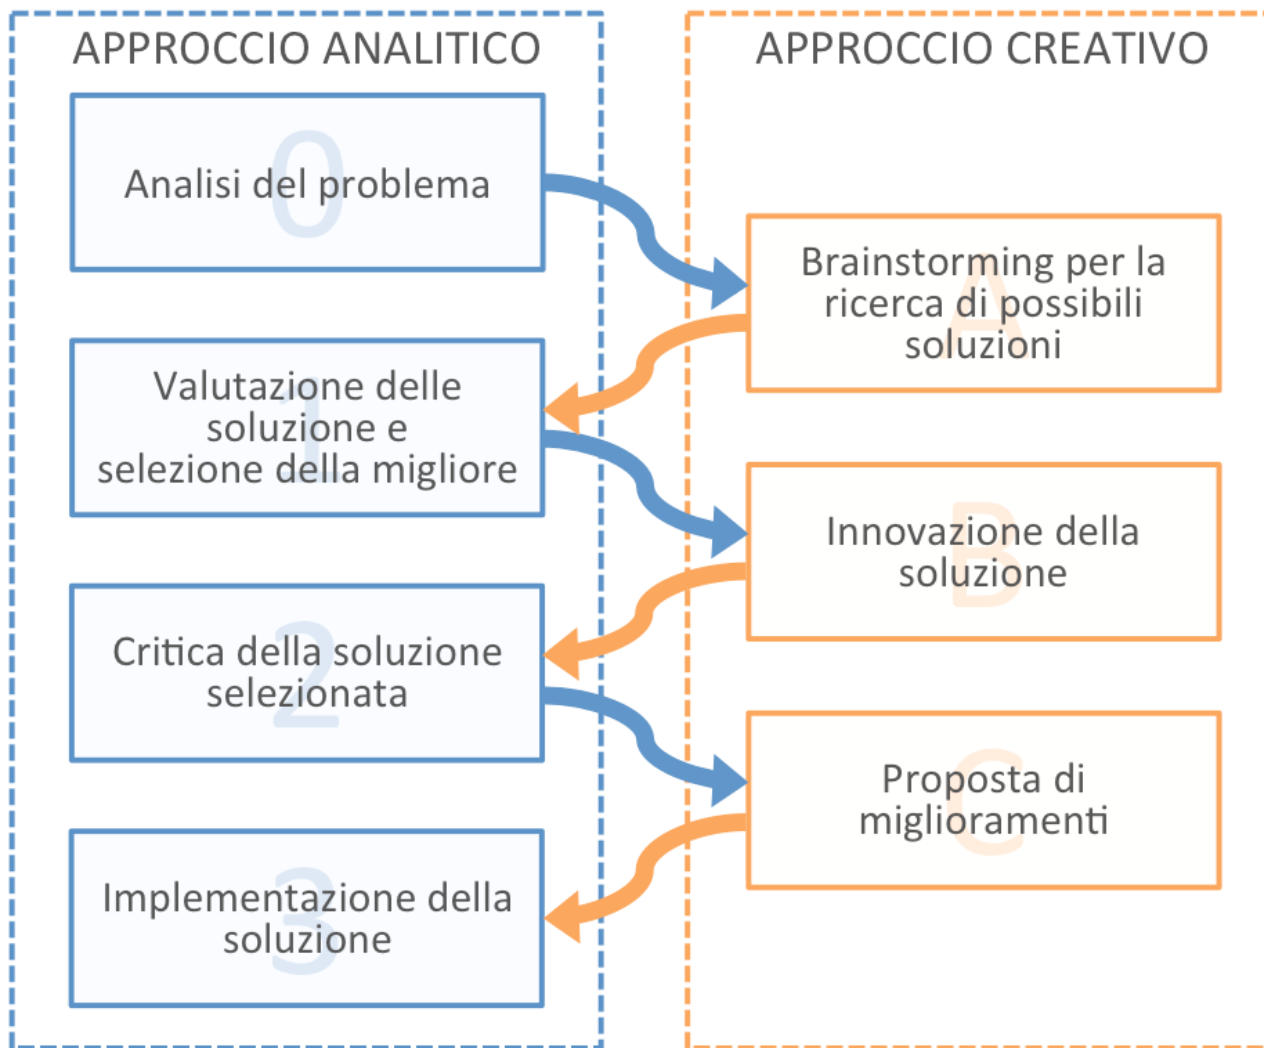 APPROCCIO ANALITICO
0
Analisi del problema
1
Valutazione delle
soluzione e
selezione della migliore
2
Critica della soluzione
selezionata
3
Implementazione della
soluzione
APPROCCIO CREATIVO
A
Brainstorming per la
ricerca di possibili
soluzioni
B
Innovazione della
soluzione
C
Proposta di
miglioramenti